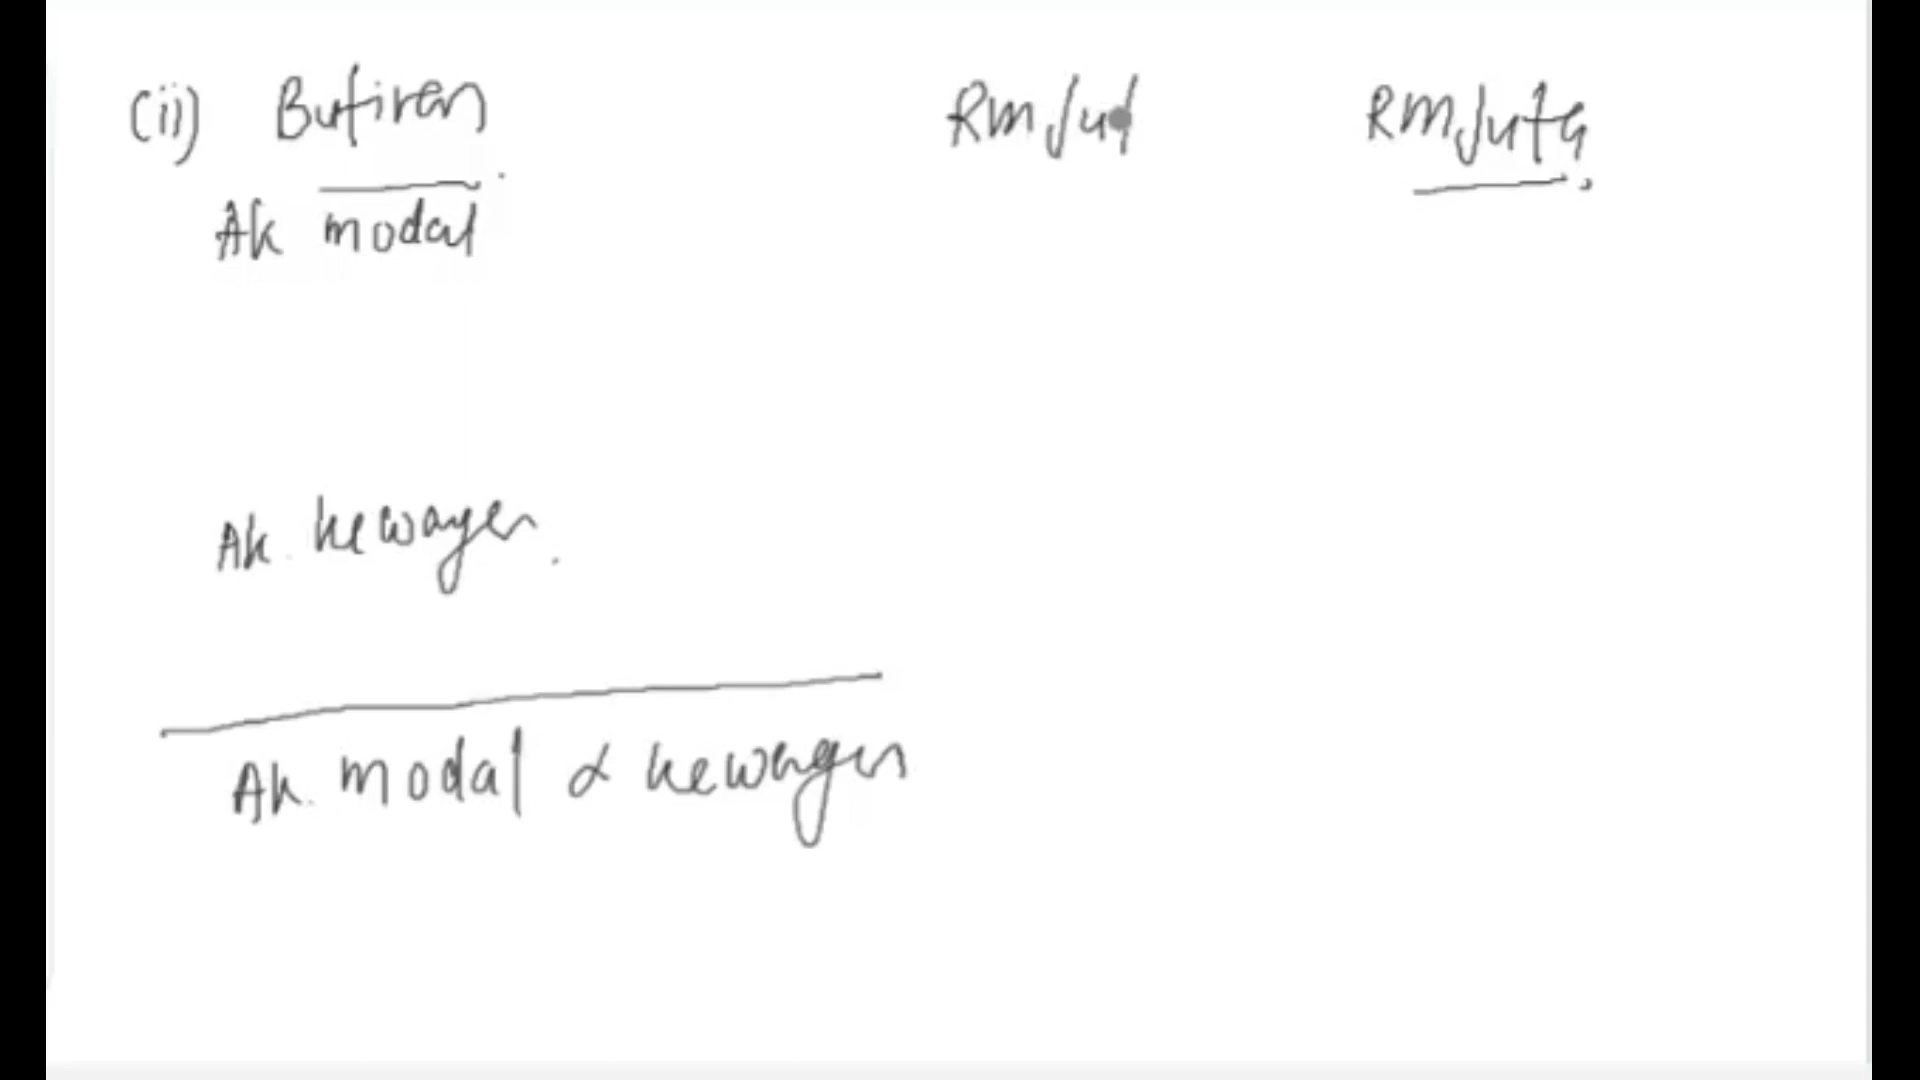 (ii) Butiran RM Jut RM Juta
Ak modal
Ak. kewangan.
Ak. modal & kewangan